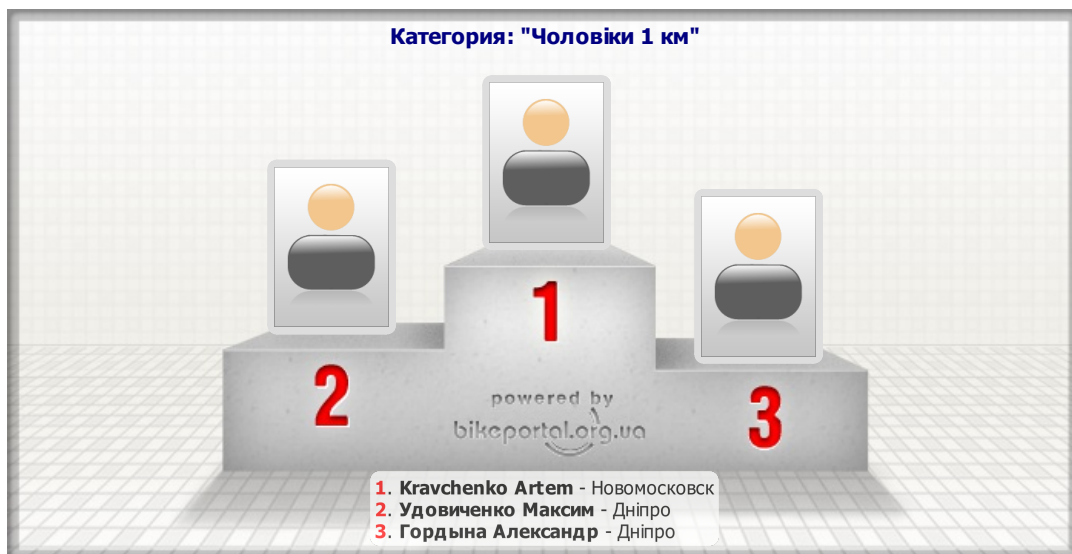 Категория: "Чоловіки 1 км"
1
2
3
powered by
bikeportal.org.ua
1. Kravchenko Artem - Новомосковск
2. Удовиченко Максим - Дніпро
3. Гордына Александр - Дніпро